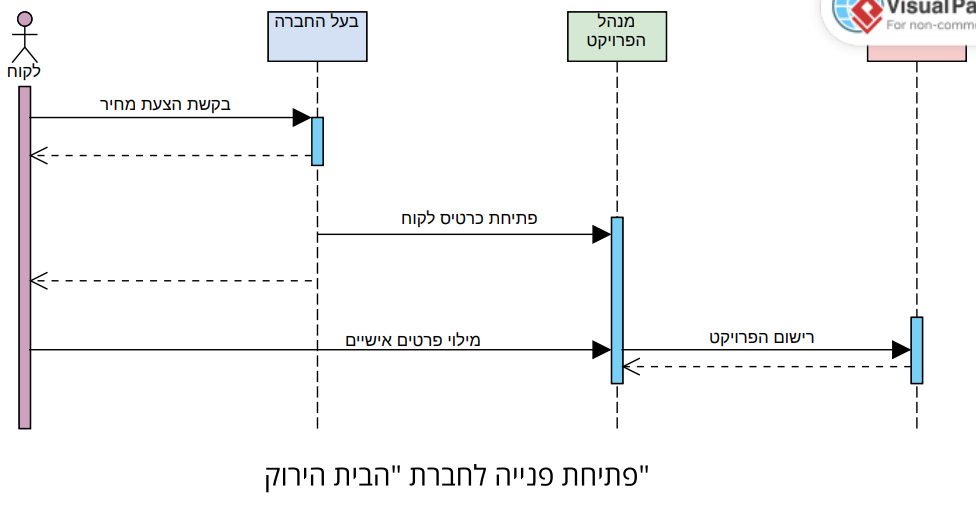 בעל החברה
מנהל
הפרויקט
For non-comm
לקוח
בקשת הצעת מחיר
פתיחת כרטיס לקוח
מילוי פרטים אישיים
רישום הפרויקט
פתיחת פנייה לחברת "הבית הירוק"